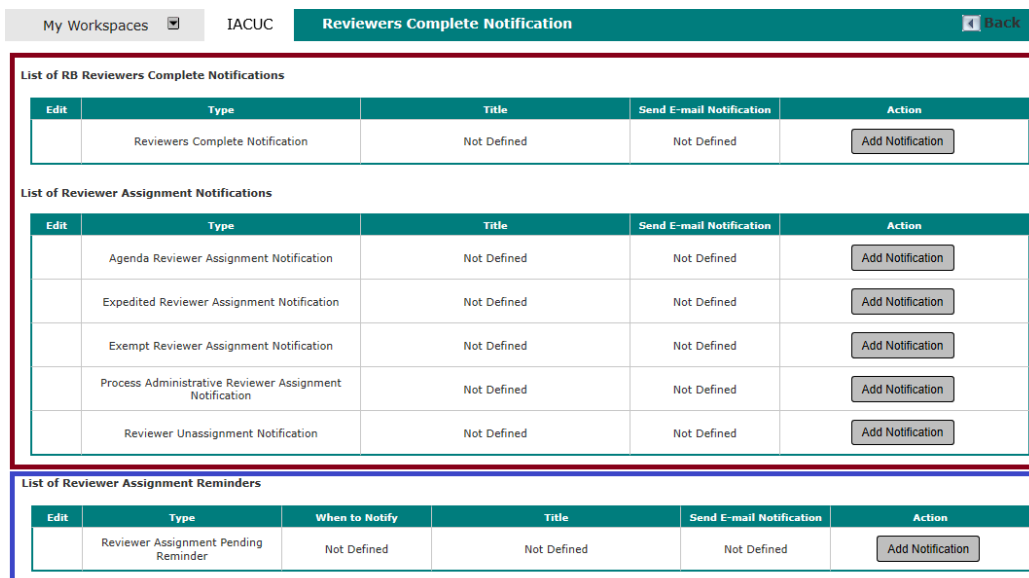 My Workspaces IACUC Reviewers Complete Notification Back
List of RB Reviewers Complete Notifications
Edit Type Title Send E-mail Notification Action
Reviewers Complete Notification Not Defined Not Defined Add Notification
List of Reviewer Assignment Notifications
Edit Type Title Send E-mail Notification Action
Agenda Reviewer Assignment Notification Not Defined Not Defined Add Notification
Expedited Reviewer Assignment Notification Not Defined Not Defined Add Notification
Exempt Reviewer Assignment Notification Not Defined Not Defined Add Notification
Process Administrative Reviewer Assignment
Notification Not Defined Not Defined Add Notification
Reviewer Unassignment Notification Not Defined Not Defined Add Notification
List of Reviewer Assignment Reminders
Edit Type When to Notify Title Send E-mail Notification Action
Reviewer Assignment Pending
Reminder Not Defined Not Defined Not Defined Add Notification